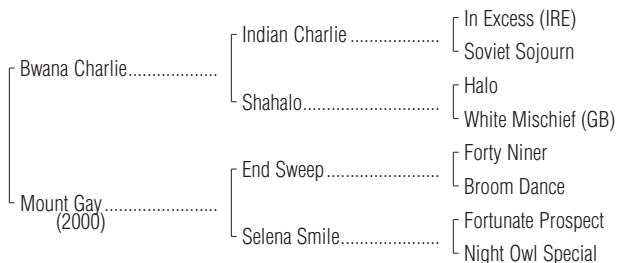 In Excess (IRE)
Indian Charlie
Soviet Sojourn
Bwana Charlie
Halo
Shahalo
White Mischief (GB)
Forty Niner
End Sweep
Broom Dance
Mount Gay
(2000)
Fortunate Prospect
Selena Smile
Night Owl Special